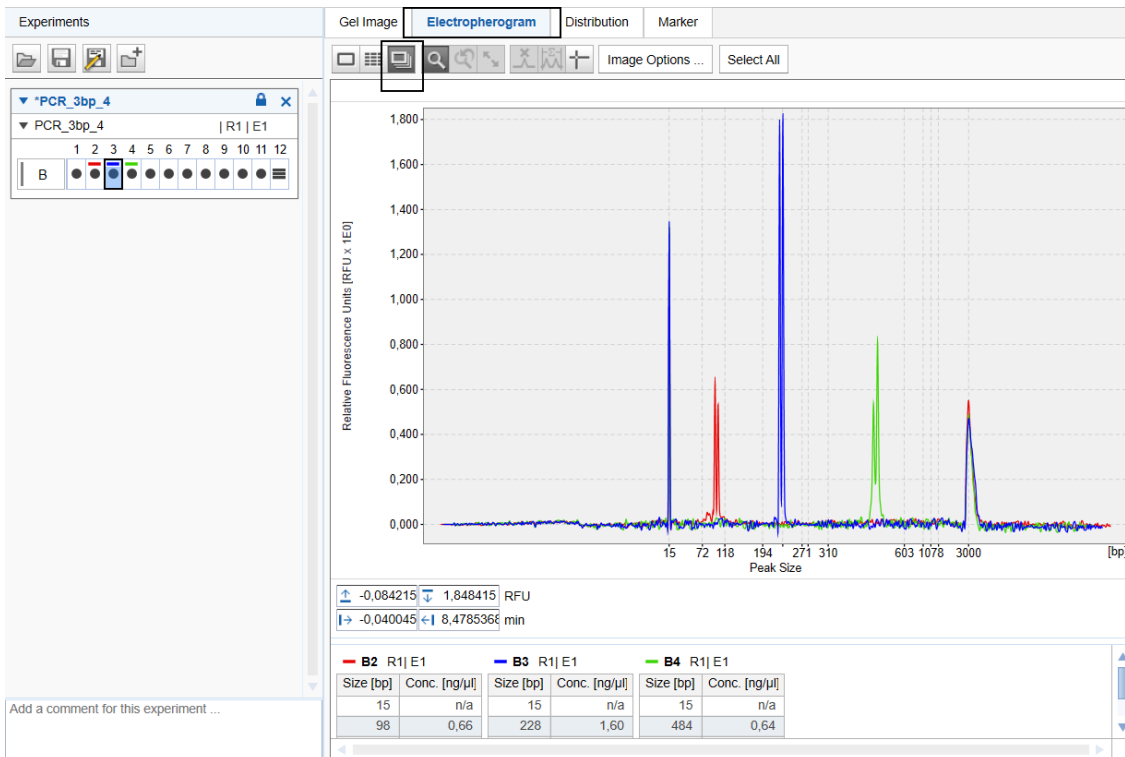 Experiments
Gel Image Electropherogram Distribution Marker
Image Options ... Select All
*PCR_3bp_4
PCR_3bp_4 | R1 | E1
1 2 3 4 5 6 7 8 9 10 11 12
B
1,800
1,600
1,400
1,200
1,000
0,800
0,600
0,400
0,200
0,000
Relative Fluorescence Units [RFU x 1E0]
15 72 118 194 271 310 603 1078 3000 [bp]
Peak Size
-0,084215 1,848415 RFU
-0,040045 8,4785368 min
B2 R1| E1 B3 R1| E1 B4 R1| E1
Size [bp] Conc. [ng/µl] Size [bp] Conc. [ng/µl] Size [bp] Conc. [ng/µl]
15 n/a 15 n/a 15 n/a
98 0,66 228 1,60 484 0,64
Add a comment for this experiment ...